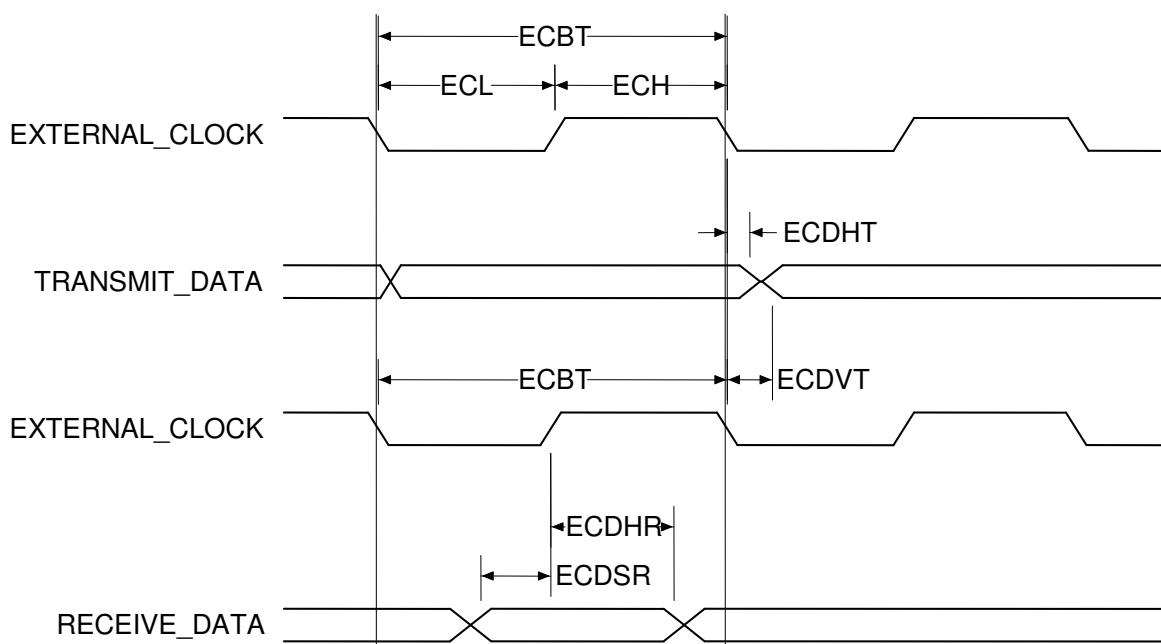 ECBT
ECL ECH
EXTERNAL_CLOCK
ECDHT
TRANSMIT_DATA
ECBT ECDVT
EXTERNAL_CLOCK
ECDHR
ECDSR
RECEIVE_DATA